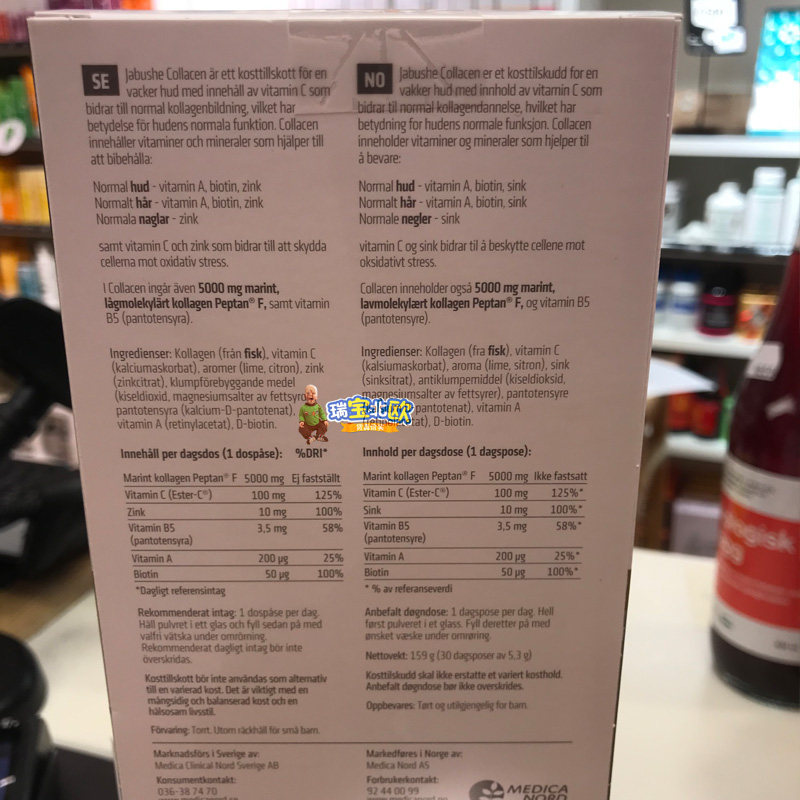 SE
Jabushe Collacen är ett kosttillskott för en
vacker hud med innehåll av vitamin C som
bidrar till normal kollagenbildning, vilket har
betydelse för hudens normala funktion. Collacen
innehåller vitaminer och mineraler som hjälper till
att bibehålla:
Normal hud - vitamin A, biotin, zink
Normalt hår - vitamin A, biotin, zink
Normala naglar - zink
samt vitamin C och zink som bidrar till att skydda
cellerna mot oxidativ stress.
I Collacen ingår även 5000 mg marint,
lågmolekylärt kollagen Peptan® F, samt vitamin
B5 (pantotensyra).
Ingredienser: Kollagen (från fisk), vitamin C
(kalciumaskorbat), aromer (lime, citron), zink
(zinkcitrat), klumpförebyggande medel
(kiseldioxid, magnesiumsalter av fettsyror),
pantotensyra (kalcium-D-pantotenat),
vitamin A (retinylacetat), D-biotin.
Innehåll per dagsdos (1 dospåse): %DRI*
Marint kollagen Peptan® F 5000 mg Ej fastställt
Vitamin C (Ester-C®) 100 mg 125%
Zink 10 mg 100%
Vitamin B5 3,5 mg 58%
(pantotensyra)
Vitamin A 200 µg 25%
Biotin 50 µg 100%
*Dagligt referensintag
Rekommenderat intag: 1 dospåse per dag.
Häll pulvret i ett glas och fyll sedan på med
valfri vätska under omrörning.
Rekommenderat dagligt intag bör inte
överskridas.
Kosttillskott bör inte användas som alternativ
till en varierad kost. Det är viktigt med en
mångsidig och balanserad kost och en
hälsosam livsstil.
Förvaring: Torrt. Utom räckhåll för små barn.
Marknadsförs i Sverige av:
Medica Clinical Nord Sverige AB
Konsumentkontakt:
036-38 74 70
www.medicanord.se
NO
Jabushe Collacen er et kosttilskudd for en
vakker hud med innhold av vitamin C som
bidrar til normal kollagendannelse, hvilket har
betydning for hudens normale funksjon. Collacen
inneholder vitaminer og mineraler som hjelper til
å bevare:
Normal hud - vitamin A, biotin, sink
Normalt hår - vitamin A, biotin, sink
Normale negler - sink
vitamin C og sink bidrar til å beskytte cellene mot
oksidativt stress.
Collacen inneholder også 5000 mg marint,
lavmolekylært kollagen Peptan® F, og vitamin B5
(pantotensyre).
Ingredienser: Kollagen (fra fisk), vitamin C
(kalsiumaskorbat), aroma (lime, sitron), sink
(sinksitrat), antiklumpemiddel (kiseldioksid,
magnesiumsalter av fettsyrer), pantotensyre
pantotenat), vitamin A
D-biotin.
瑞宝北欧
Innhold per dagsdose (1 dagspose):
Marint kollagen Peptan® F 5000 mg Ikke fastsatt
Vitamin C (Ester-C®) 100 mg 125%*
Sink 10 mg 100%*
Vitamin B5 3,5 mg 58%*
(pantotensyre)
Vitamin A 200 µg 25%*
Biotin 50 µg 100%*
* % av referanseverdi
Anbefalt døgndose: 1 dagspose per dag. Hell
først pulveret i et glass. Fyll deretter på med
ønsket væske under omrøring.
Nettovekt: 159 g (30 dagsposer av 5,3 g)
Kosttilskudd skal ikke erstatte et variert kosthold.
Anbefalt døgndose bør ikke overskrides.
Oppbevares: Tørt og utilgjengelig for barn.
Markedføres i Norge av:
Medica Nord AS
Forbrukerkontakt:
92 44 00 99
www.medicanord.no
MEDICA
NORD